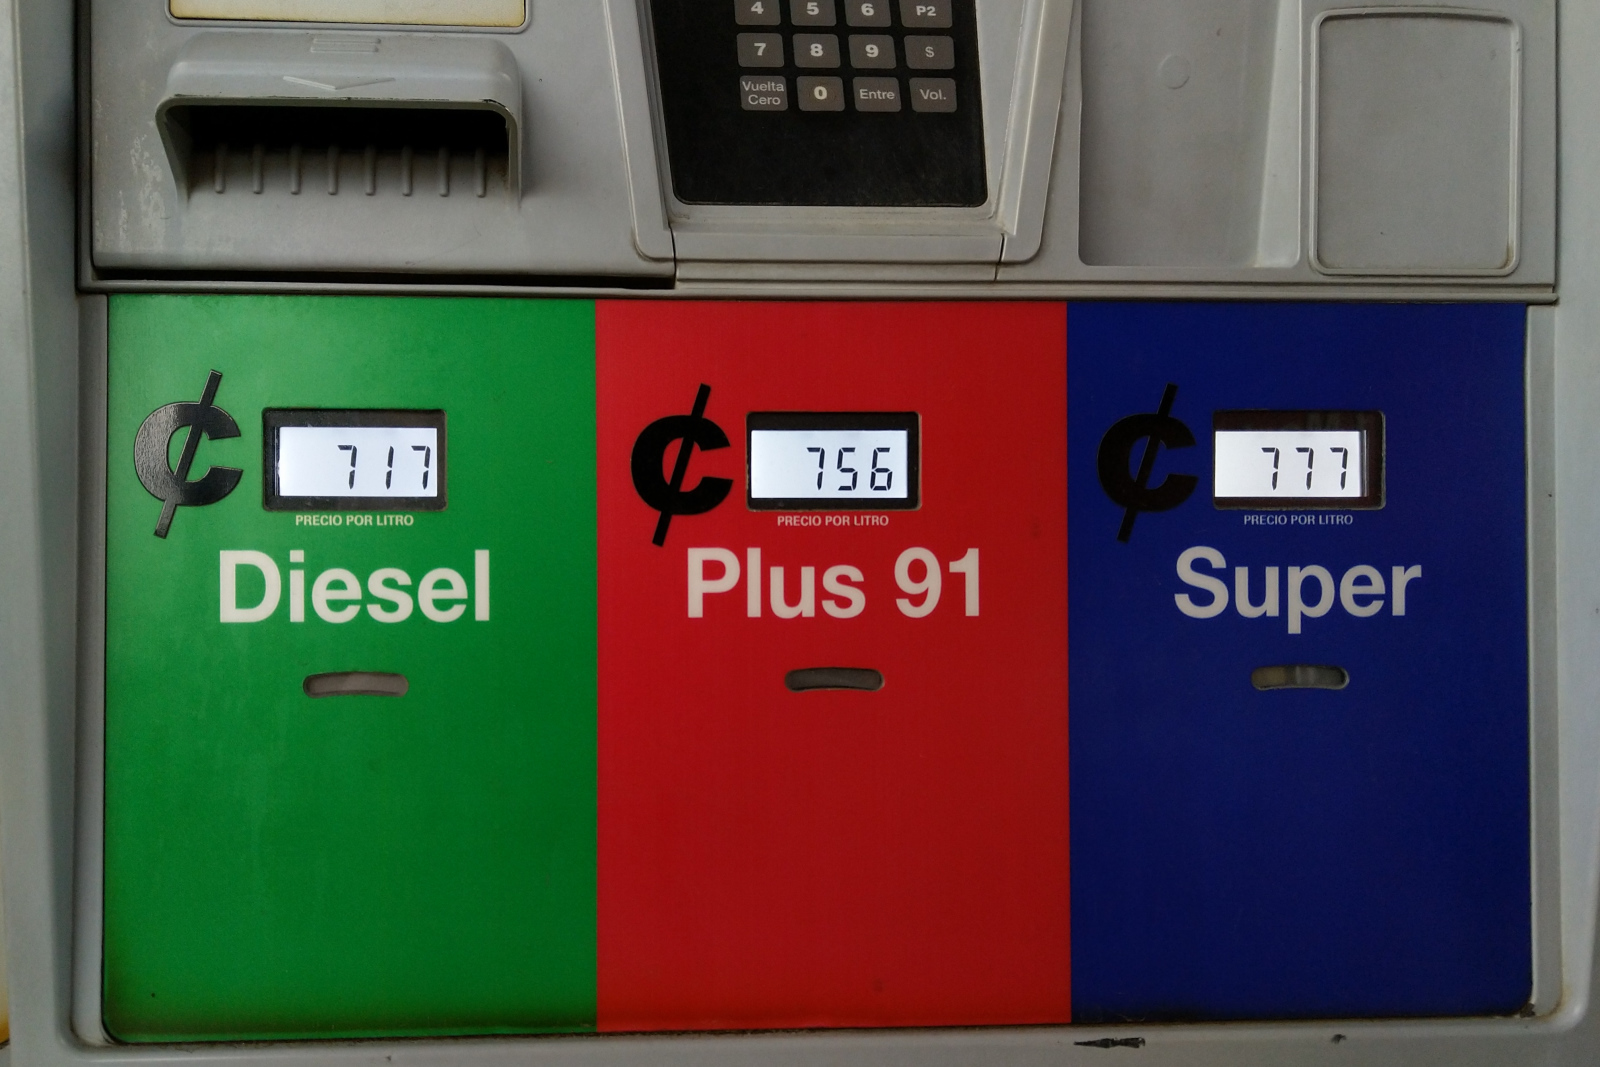 4 5 6 P2
7 8 9 $
Vuelta Cero 0 Entre Vol.
¢ 717 ¢ 756 ¢ 777
PRECIO POR LITRO PRECIO POR LITRO PRECIO POR LITRO
Diesel Plus 91 Super